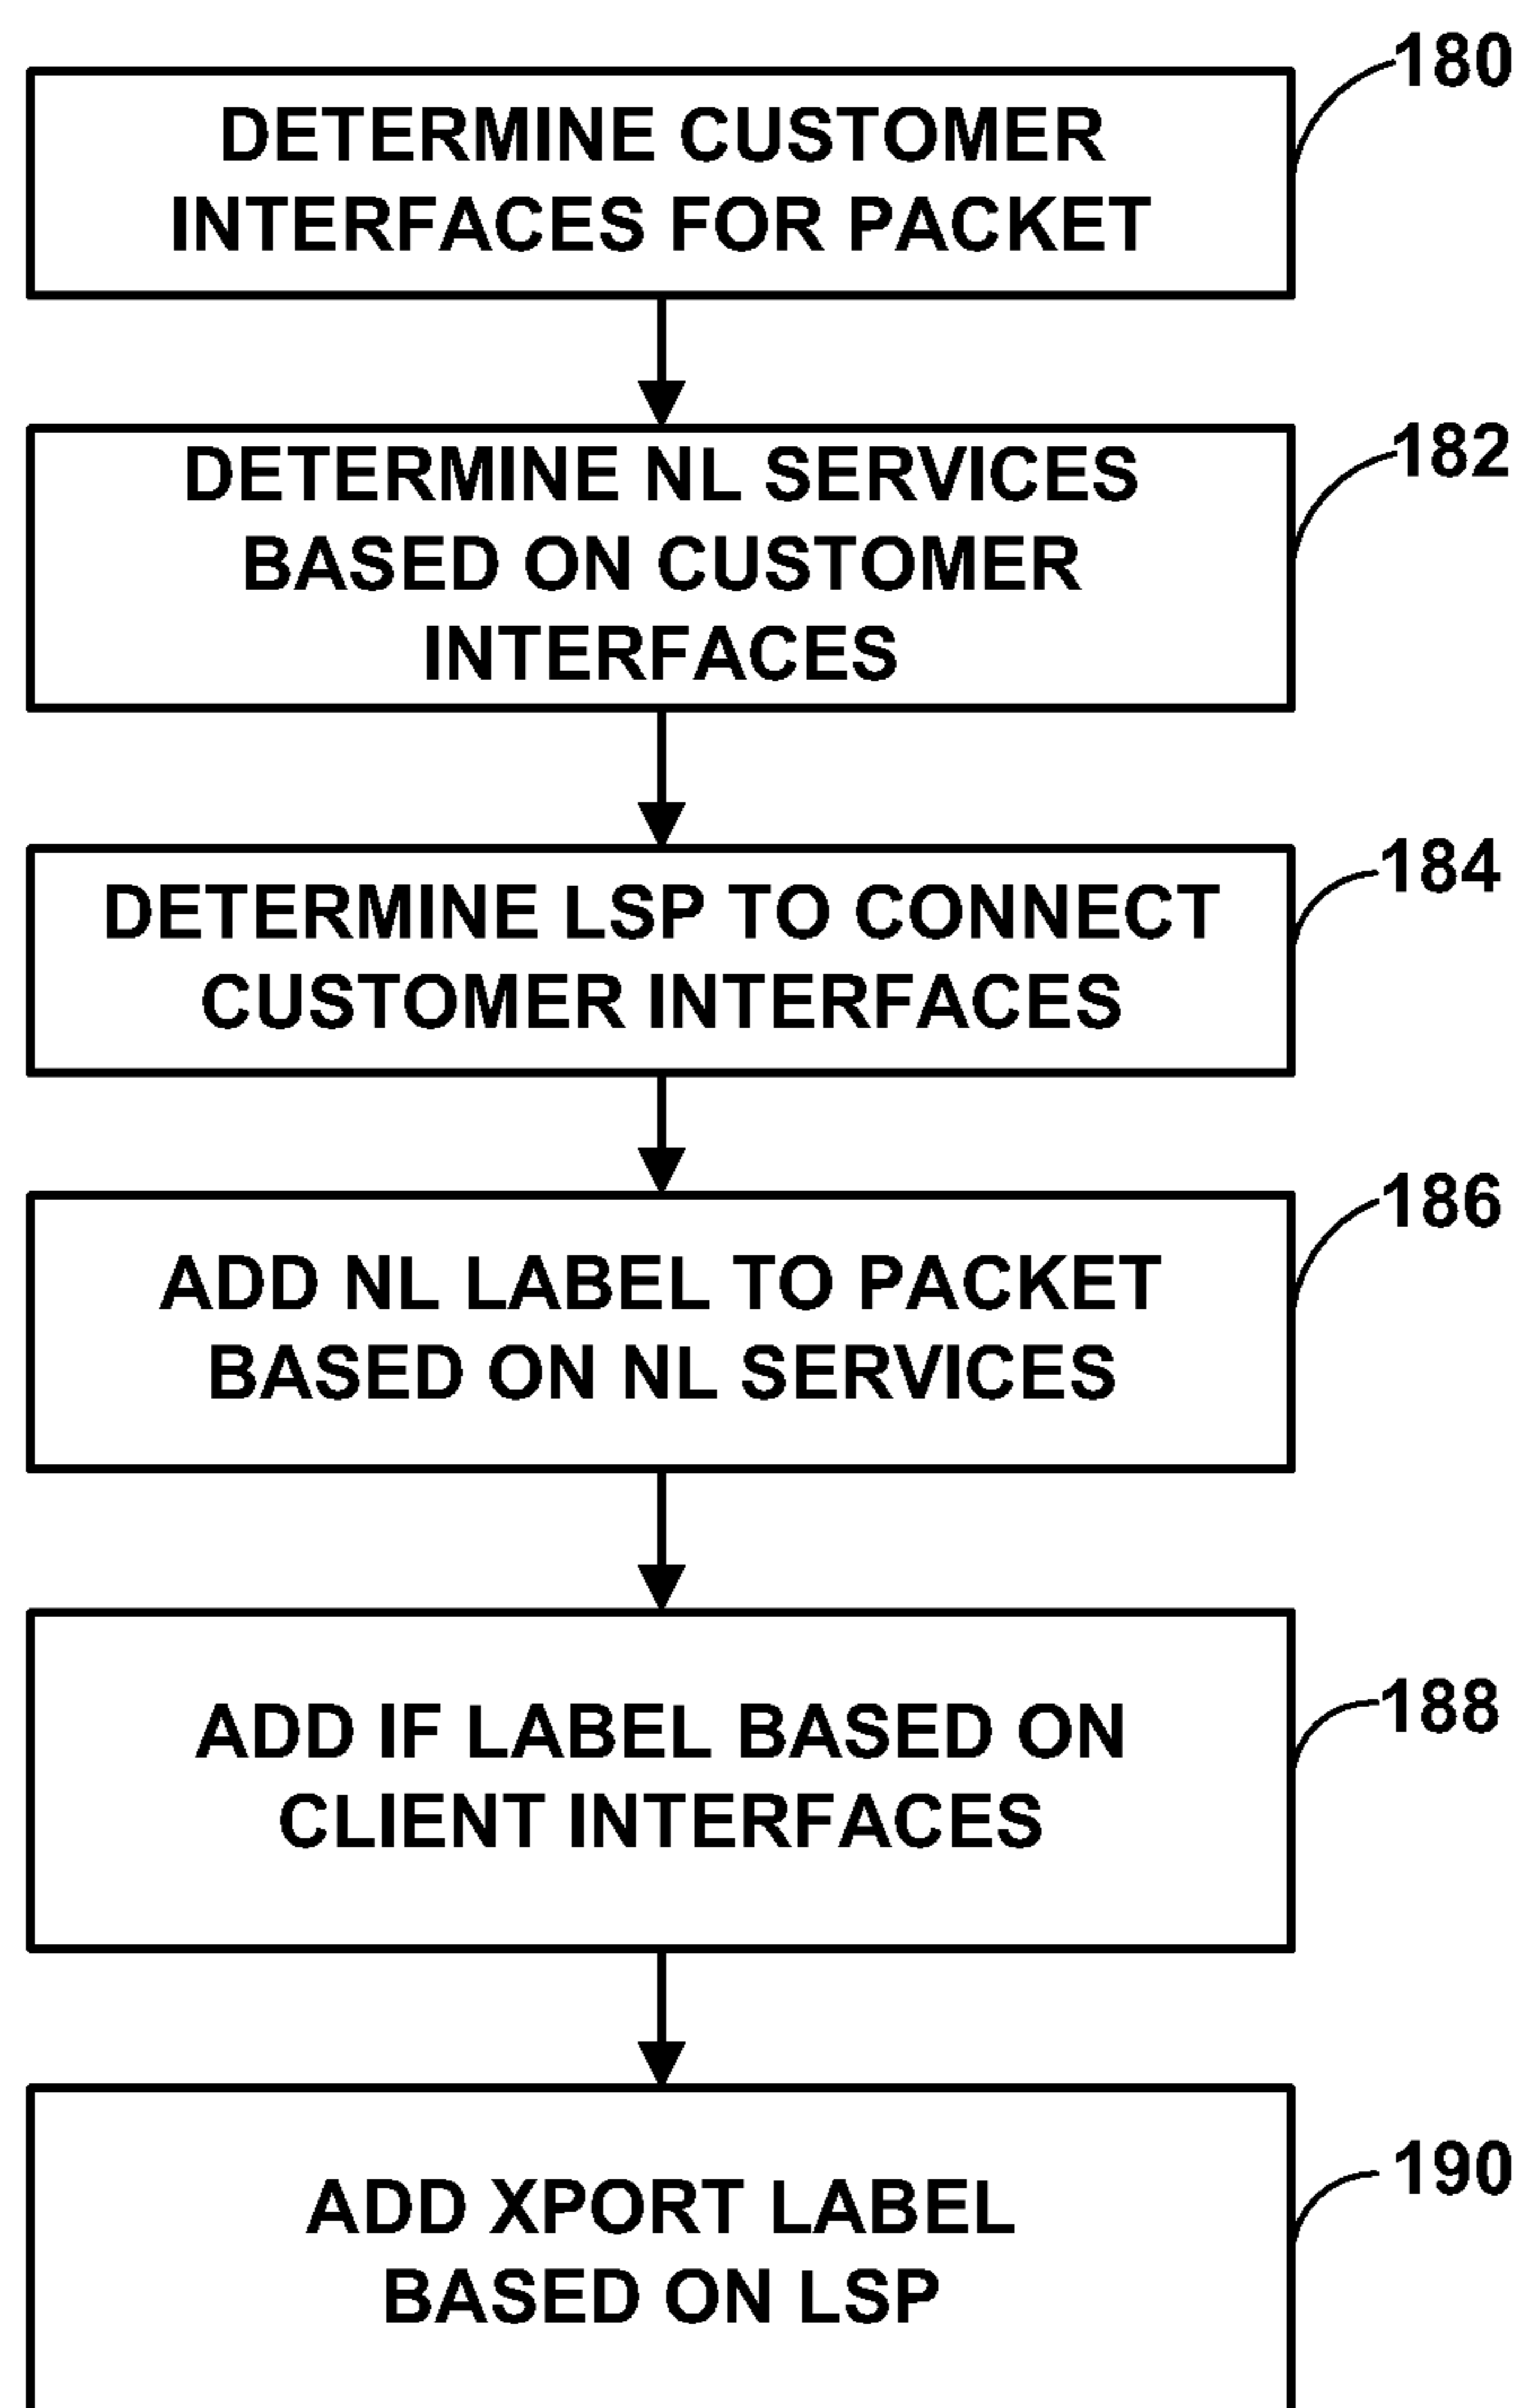 180
DETERMINE CUSTOMER
INTERFACES FOR PACKET
182
DETERMINE NL SERVICES
BASED ON CUSTOMER
INTERFACES
184
DETERMINE LSP TO CONNECT
CUSTOMER INTERFACES
186
ADD NL LABEL TO PACKET
BASED ON NL SERVICES
188
ADD IF LABEL BASED ON
CLIENT INTERFACES
190
ADD XPORT LABEL
BASED ON LSP